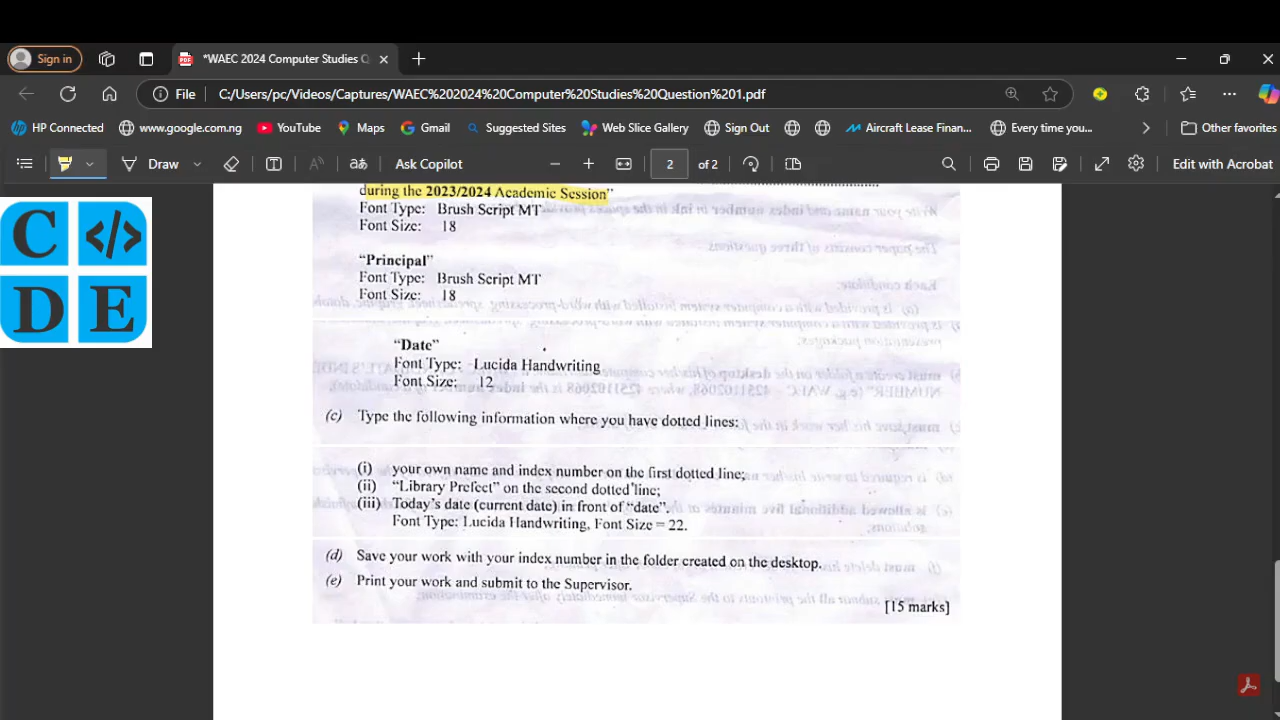 Sign in
*WAEC 2024 Computer Studies Q
File
C:/Users/pc/Videos/Captures/WAEC%202024%20Computer%20Studies%20Question%201.pdf
HP Connected
www.google.com.ng
YouTube
Maps
Gmail
Suggested Sites
Web Slice Gallery
Sign Out
Aircraft Lease Finan...
Every time you...
Other favorites
Draw
Ask Copilot
2 of 2
Edit with Acrobat
C </>
D E
during the 2023/2024 Academic Session"
Font Type: Brush Script MT
Font Size: 18
"Principal"
Font Type: Brush Script MT
Font Size: 18
"Date"
Font Type: Lucida Handwriting
Font Size: 12
(c) Type the following information where you have dotted lines:
(i) your own name and index number on the first dotted line;
(ii) "Library Prefect" on the second dotted line;
(iii) Today's date (current date) in front of "date".
Font Type: Lucida Handwriting, Font Size = 22.
(d) Save your work with your index number in the folder created on the desktop.
(e) Print your work and submit to the Supervisor.
[15 marks]